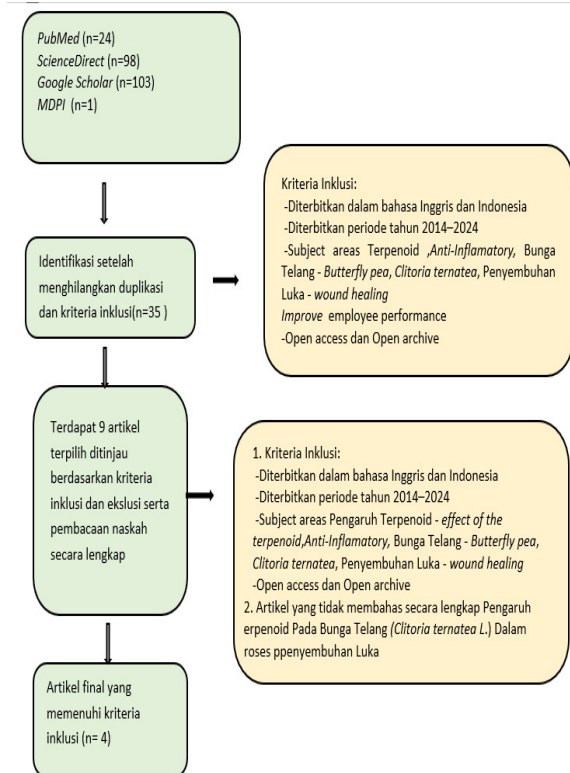 PubMed (n=24)
ScienceDirect (n=98)
Google Scholar (n=103)
MDPI (n=1)
Identifikasi setelah
menghilangkan duplikasi
dan kriteria inklusi(n=35 )
Kriteria Inklusi:
-Diterbitkan dalam bahasa Inggris dan Indonesia
-Diterbitkan periode tahun 2014–2024
-Subject areas Terpenoid ,Anti-Inflamatory, Bunga
Telang - Butterfly pea, Clitoria ternatea, Penyembuhan
Luka - wound healing
Improve employee performance
-Open access dan Open archive
Terdapat 9 artikel
terpilih ditinjau
berdasarkan kriteria
inklusi dan ekslusi serta
pembacaan naskah
secara lengkap
1. Kriteria Inklusi:
-Diterbitkan dalam bahasa Inggris dan Indonesia
-Diterbitkan periode tahun 2014–2024
-Subject areas Pengaruh Terpenoid - effect of the
terpenoid,Anti-Inflamatory, Bunga Telang - Butterfly pea,
Clitoria ternatea, Penyembuhan Luka - wound healing
-Open access dan Open archive
2. Artikel yang tidak membahas secara lengkap Pengaruh
erpenoid Pada Bunga Telang (Clitoria ternatea L.) Dalam
roses ppenyembuhan Luka
Artikel final yang
memenuhi kriteria
inklusi (n= 4)